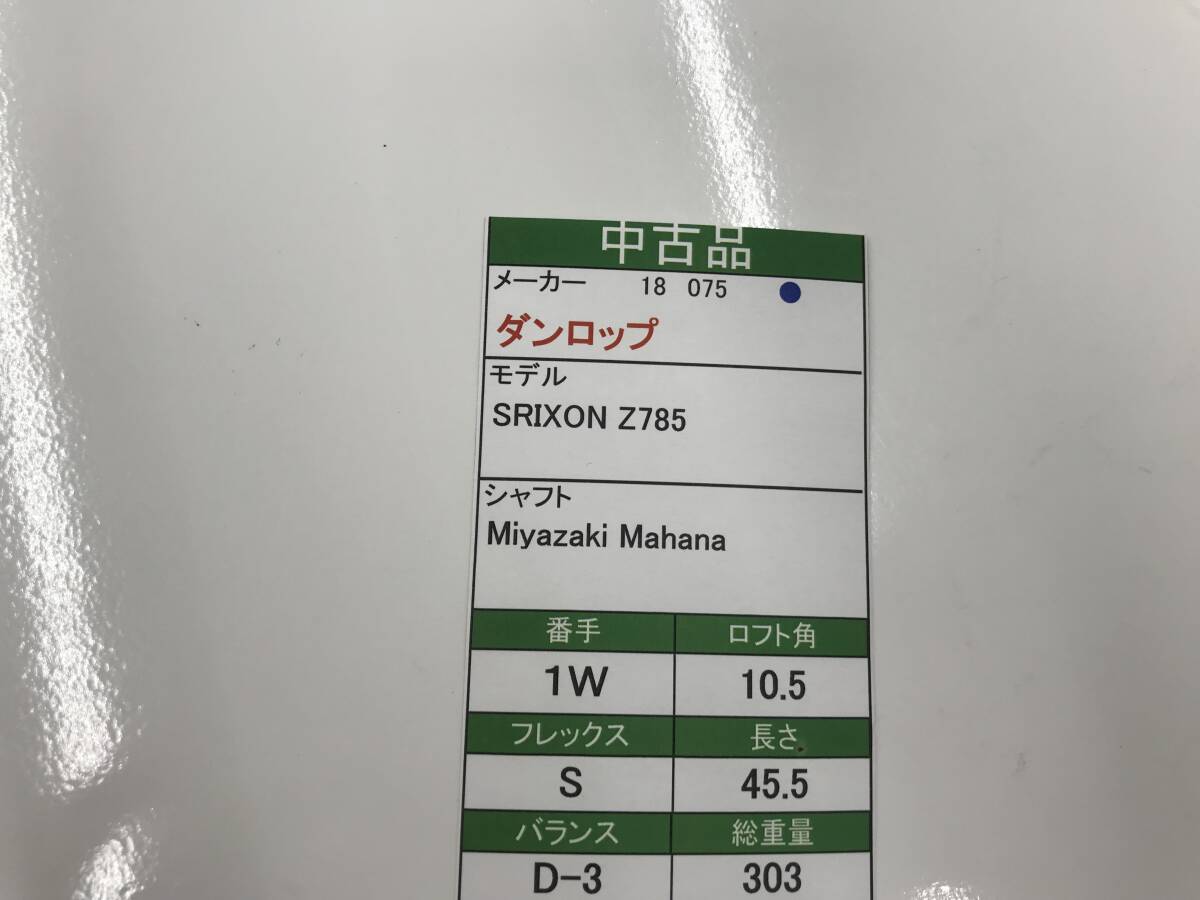 中古品
メーカー 18 075
ダンロップ
モデル
SRIXON Z785
シャフト
Miyazaki Mahana
番手 ロフト角
1W 10.5
フレックス 長さ
S 45.5
バランス 総重量
D-3 303